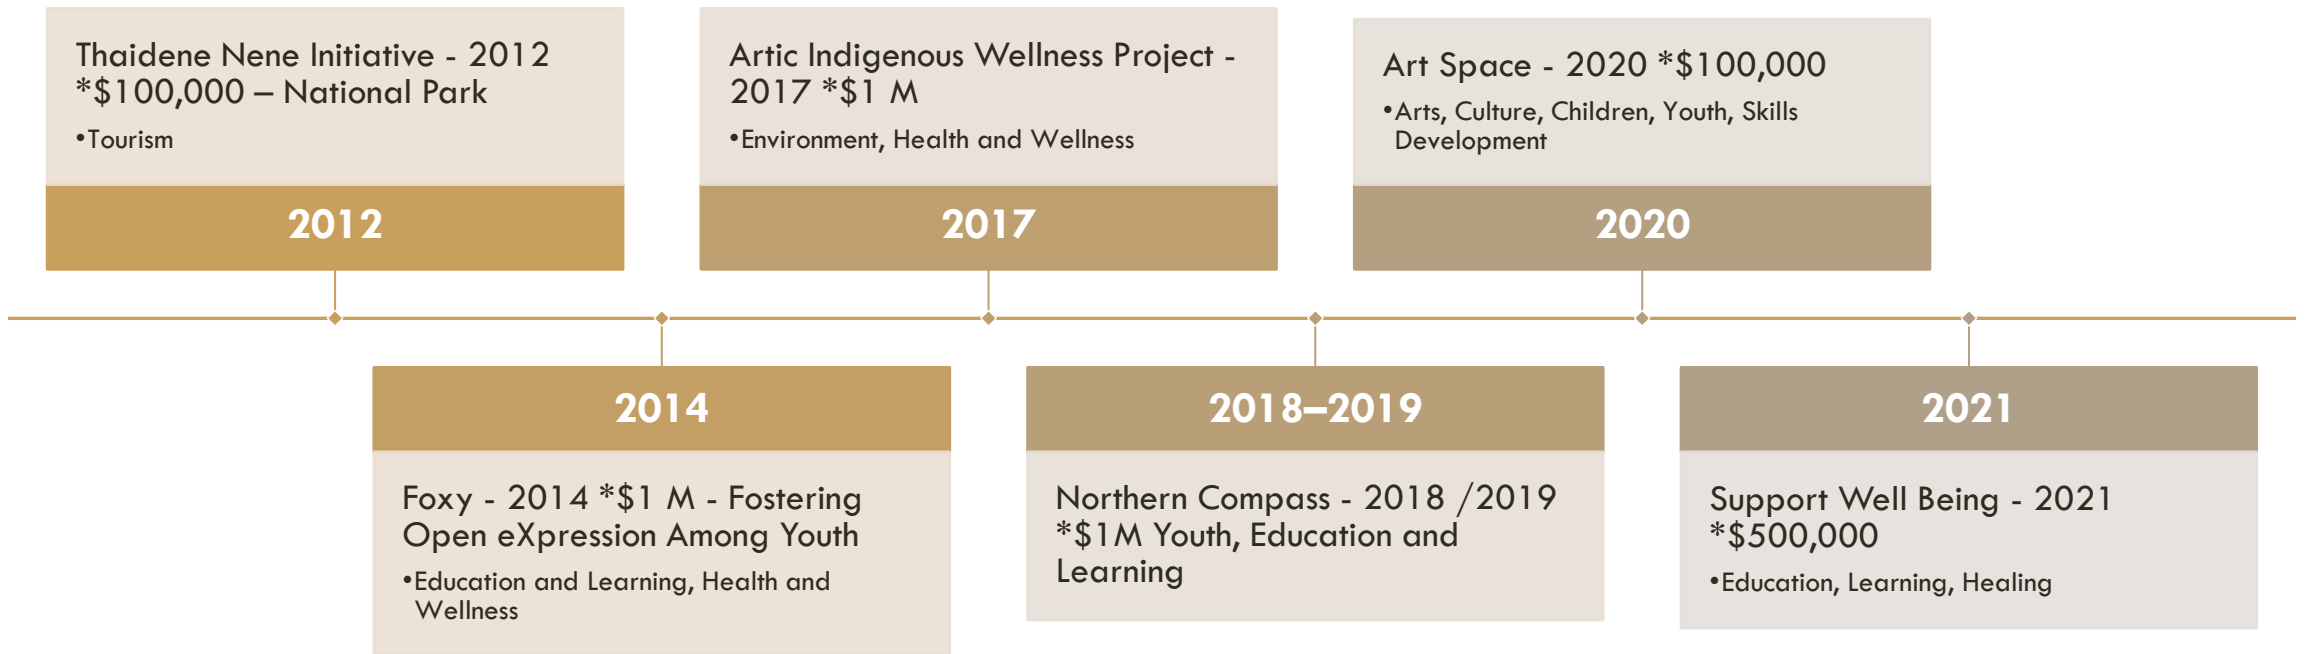 Thaidene Nene Initiative - 2012
*$100,000 – National Park
•Tourism
2012
Artic Indigenous Wellness Project -
2017 *$1 M
•Environment, Health and Wellness
2017
Art Space - 2020 *$100,000
•Arts, Culture, Children, Youth, Skills
Development
2020
2014
Foxy - 2014 *$1 M - Fostering
Open eXpression Among Youth
•Education and Learning, Health and
Wellness
2018–2019
Northern Compass - 2018 /2019
*$1M Youth, Education and
Learning
2021
Support Well Being - 2021
*$500,000
•Education, Learning, Healing